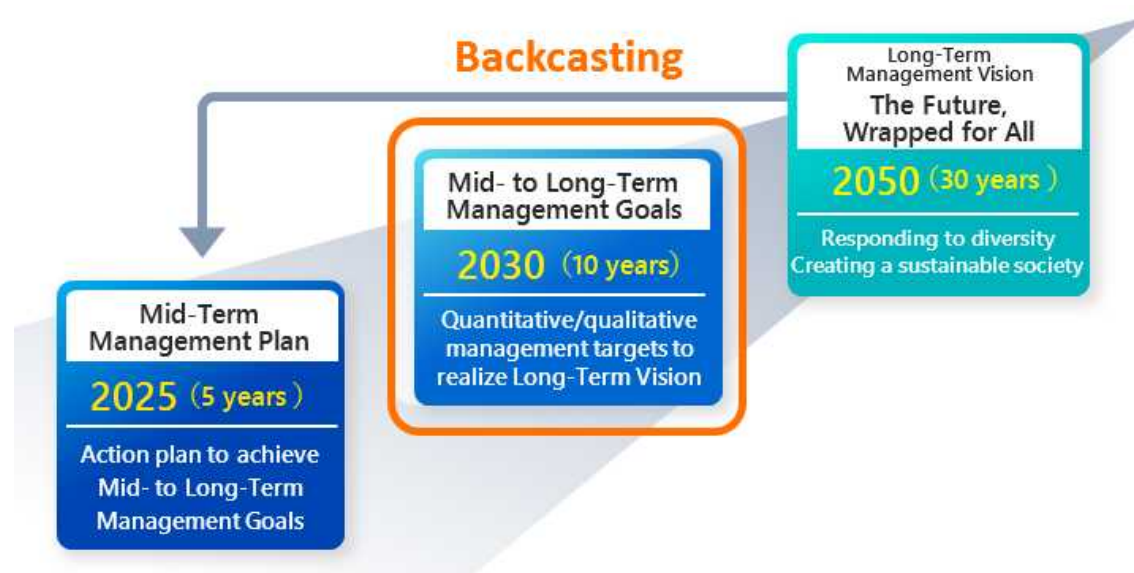 Backcasting
Long-Term
Management Vision
The Future,
Wrapped for All
2050 (30 years )
Responding to diversity
Creating a sustainable society
Mid- to Long-Term
Management Goals
2030 (10 years)
Quantitative/qualitative
management targets to
realize Long-Term Vision
Mid-Term
Management Plan
2025 (5 years )
Action plan to achieve
Mid- to Long-Term
Management Goals